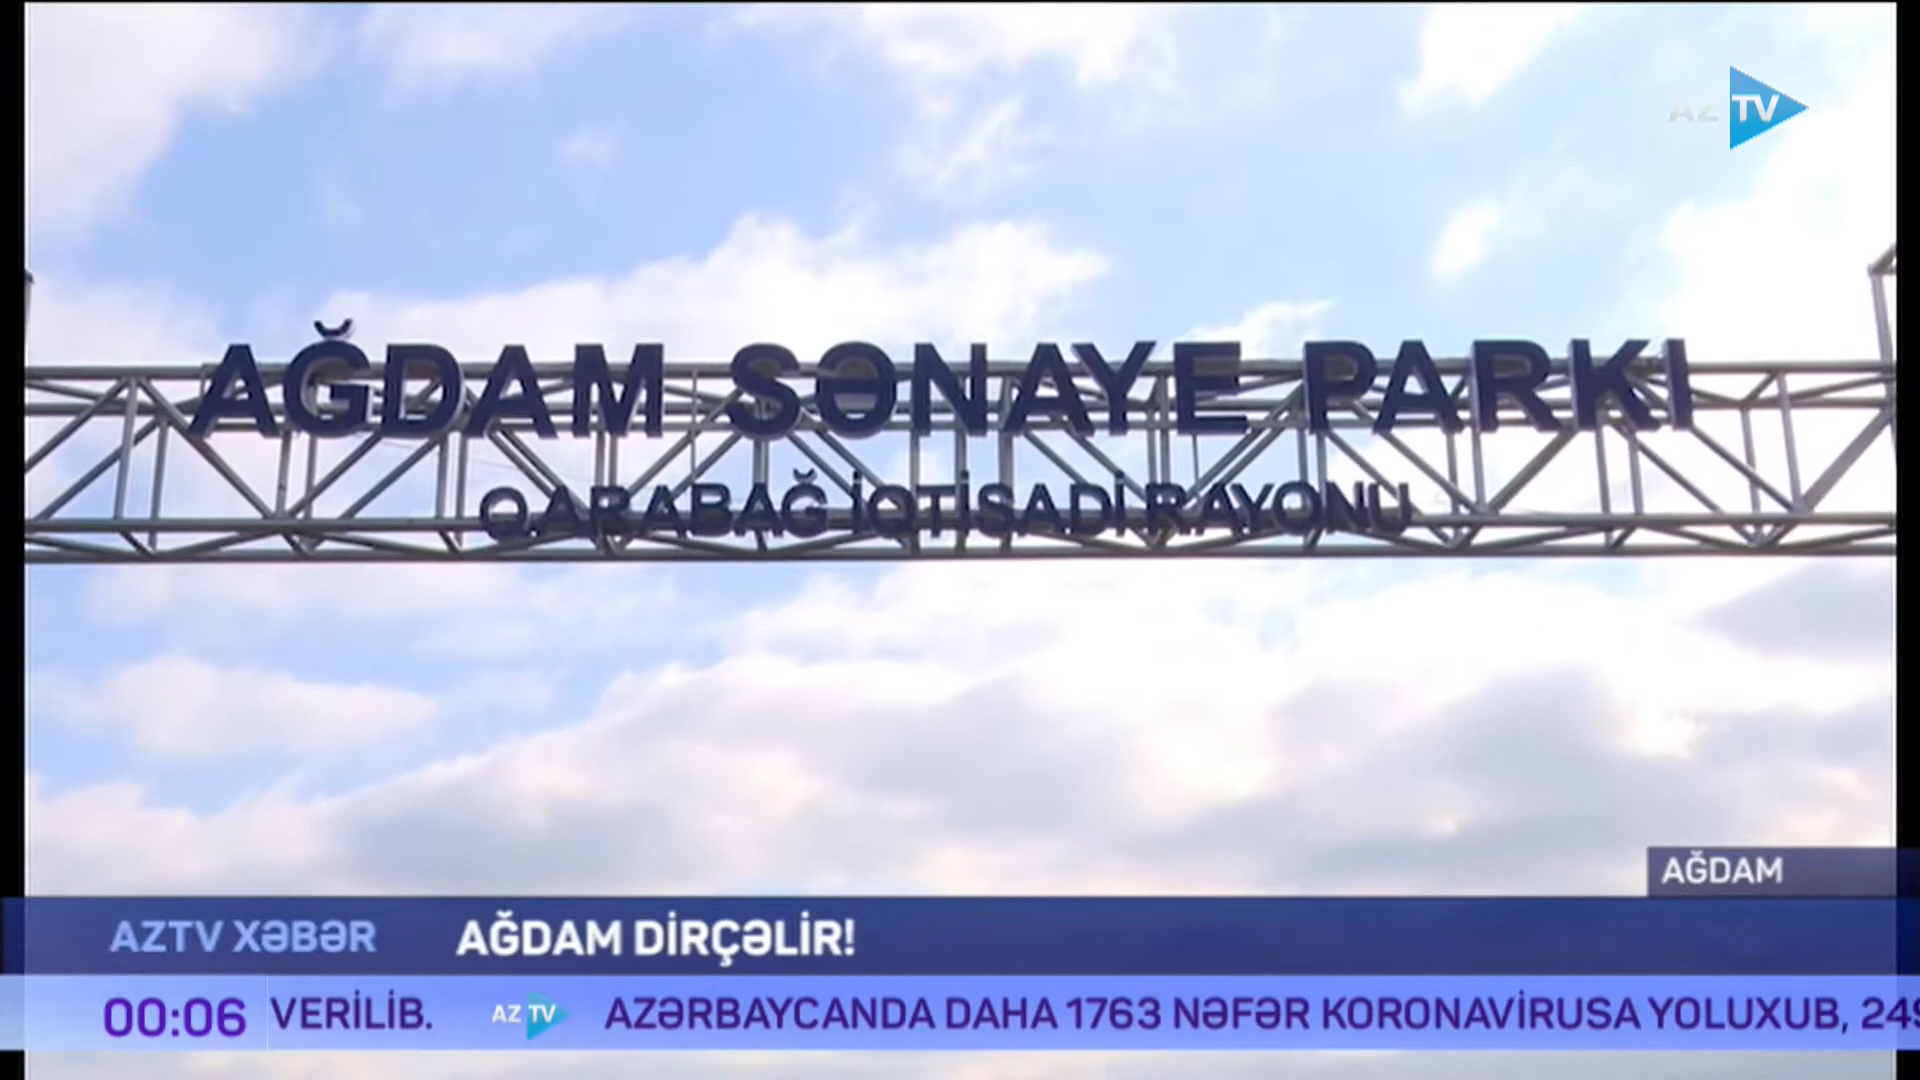 AZ TV
AĞDAM SƏNAYE PARKI
QARABAĞ İQTİSADİ RAYONU
AĞDAM
AZTV XƏBƏR AĞDAM DİRÇƏLİR!
00:06 VERİLİB. AZ TV AZƏRBAYCANDA DAHA 1763 NƏFƏR KORONAVİRUSA YOLUXUB, 249